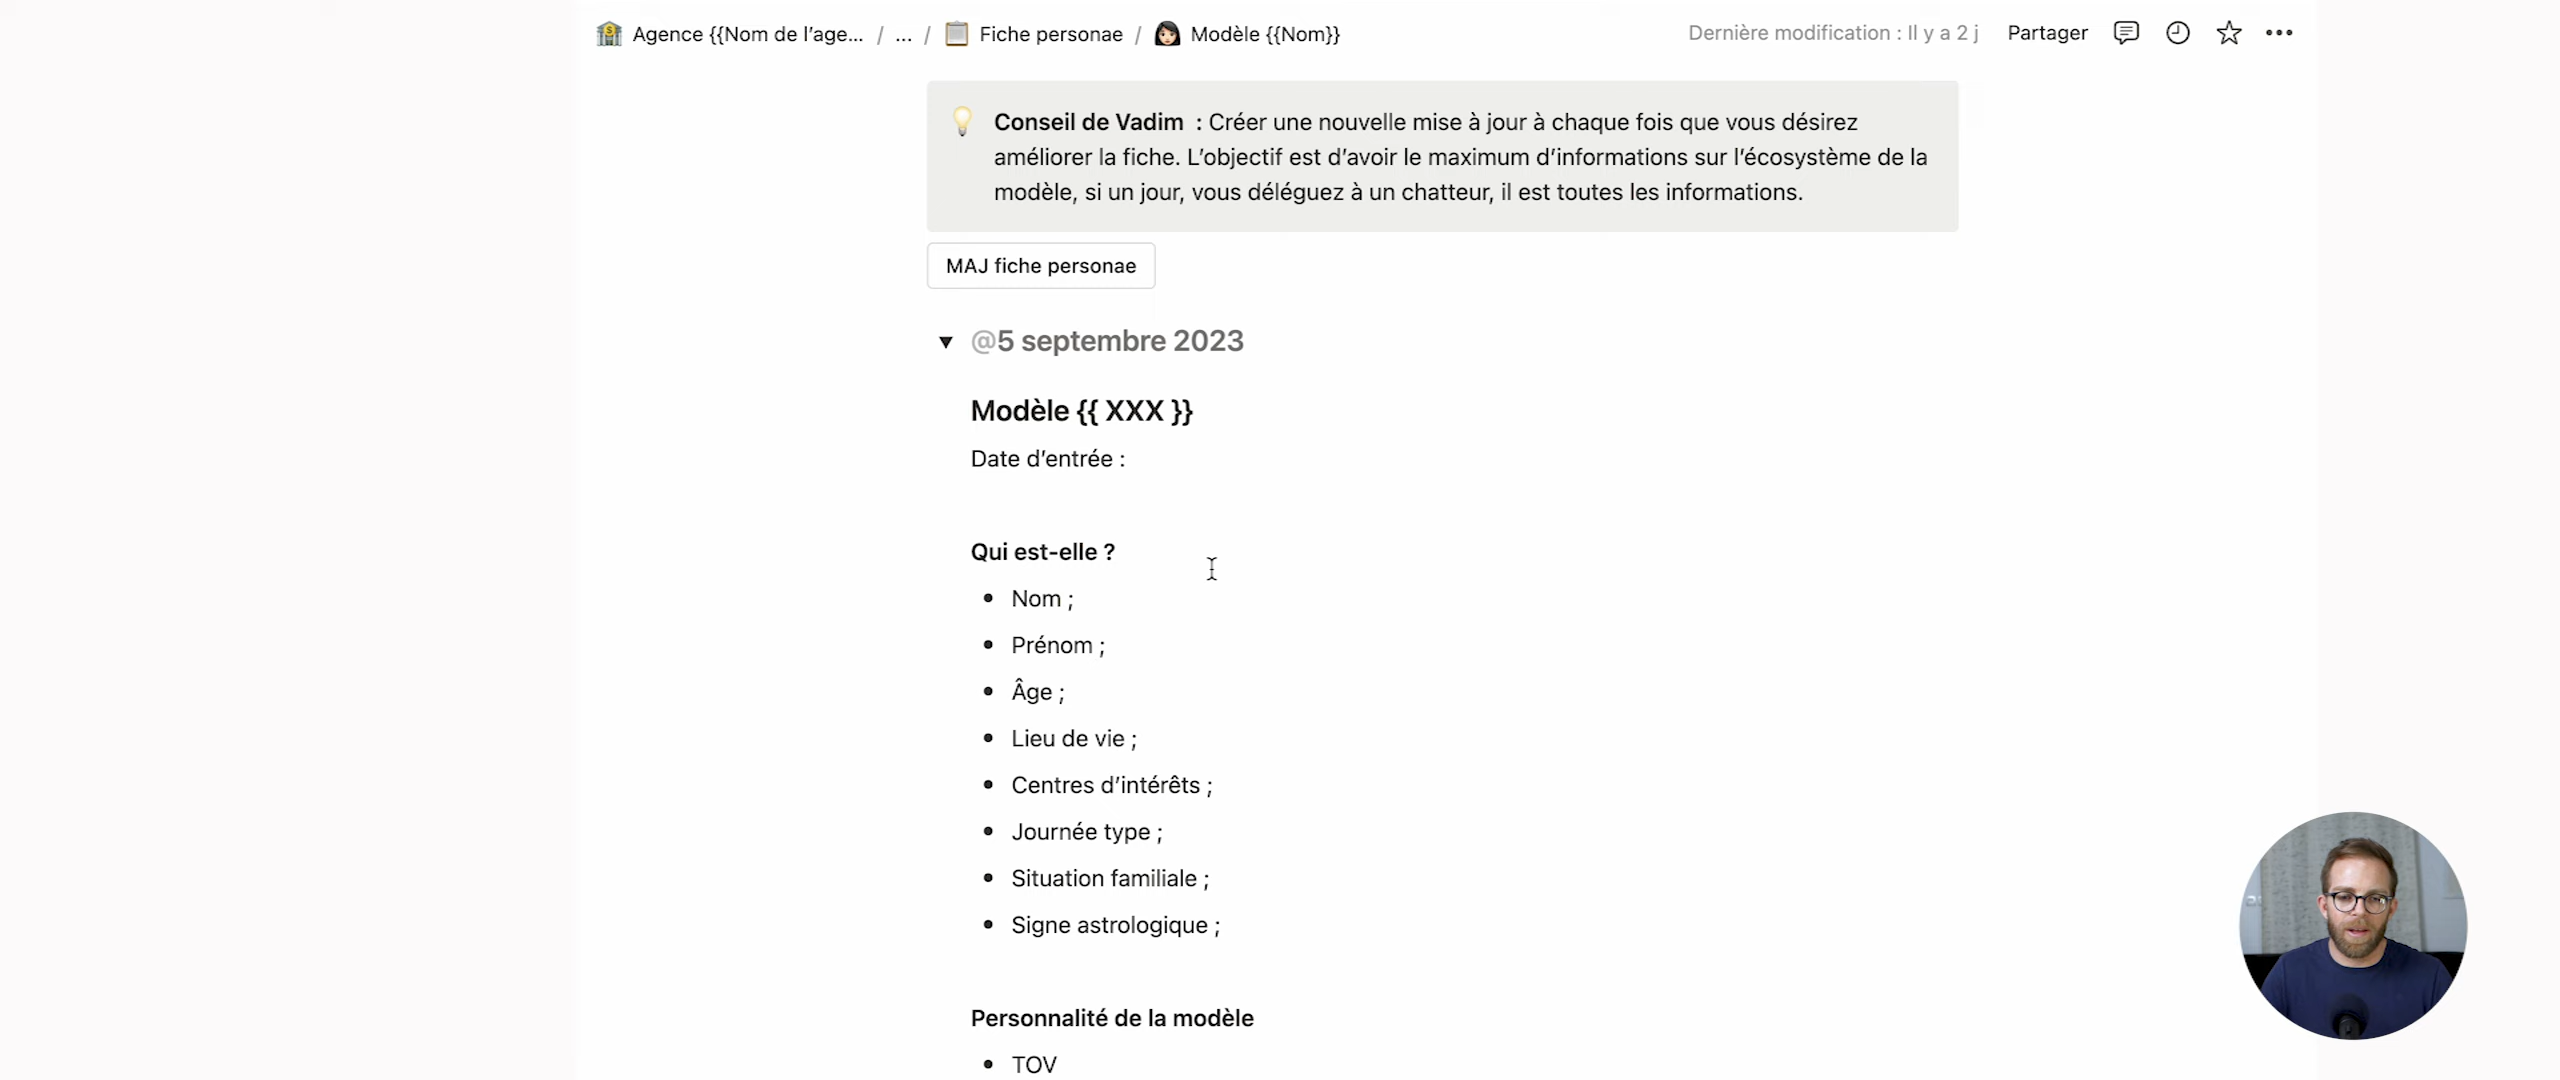 Agence {{Nom de l'age... / ... / Fiche personae / Modèle {{Nom}} Dernière modification : Il y a 2 j Partager
Conseil de Vadim : Créer une nouvelle mise à jour à chaque fois que vous désirez
améliorer la fiche. L'objectif est d'avoir le maximum d'informations sur l'écosystème de la
modèle, si un jour, vous déléguez à un chatteur, il est toutes les informations.
MAJ fiche personae
@5 septembre 2023
Modèle {{ XXX }}
Date d'entrée :
Qui est-elle ?
• Nom ;
• Prénom ;
• Âge ;
• Lieu de vie ;
• Centres d'intérêts ;
• Journée type ;
• Situation familiale ;
• Signe astrologique ;
Personnalité de la modèle
• TOV